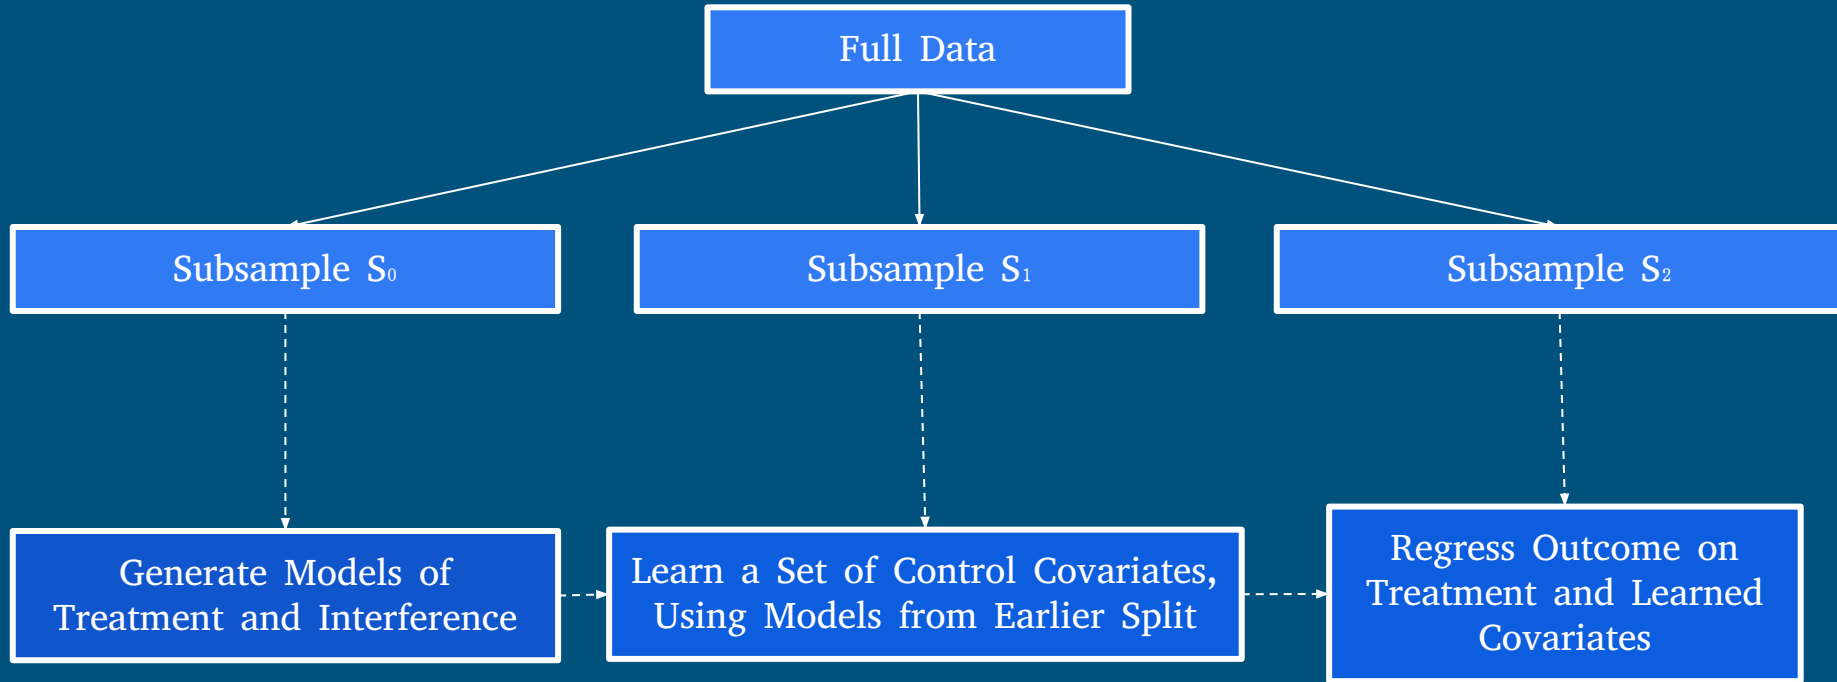 Full Data
Subsample S₀
Subsample S₁
Subsample S₂
Generate Models of
Treatment and Interference
Learn a Set of Control Covariates,
Using Models from Earlier Split
Regress Outcome on
Treatment and Learned
Covariates